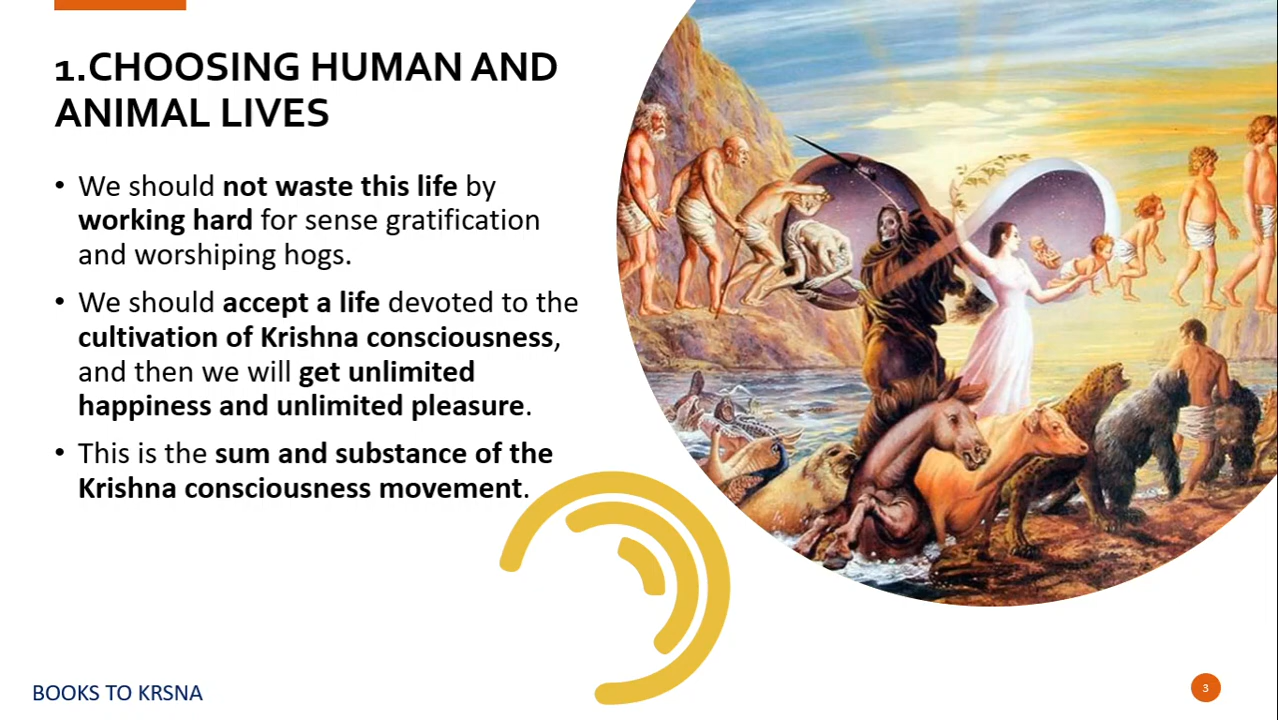 1.CHOOSING HUMAN AND
ANIMAL LIVES
• We should not waste this life by
working hard for sense gratification
and worshiping hogs.
• We should accept a life devoted to the
cultivation of Krishna consciousness,
and then we will get unlimited
happiness and unlimited pleasure.
• This is the sum and substance of the
Krishna consciousness movement.
BOOKS TO KRSNA
3